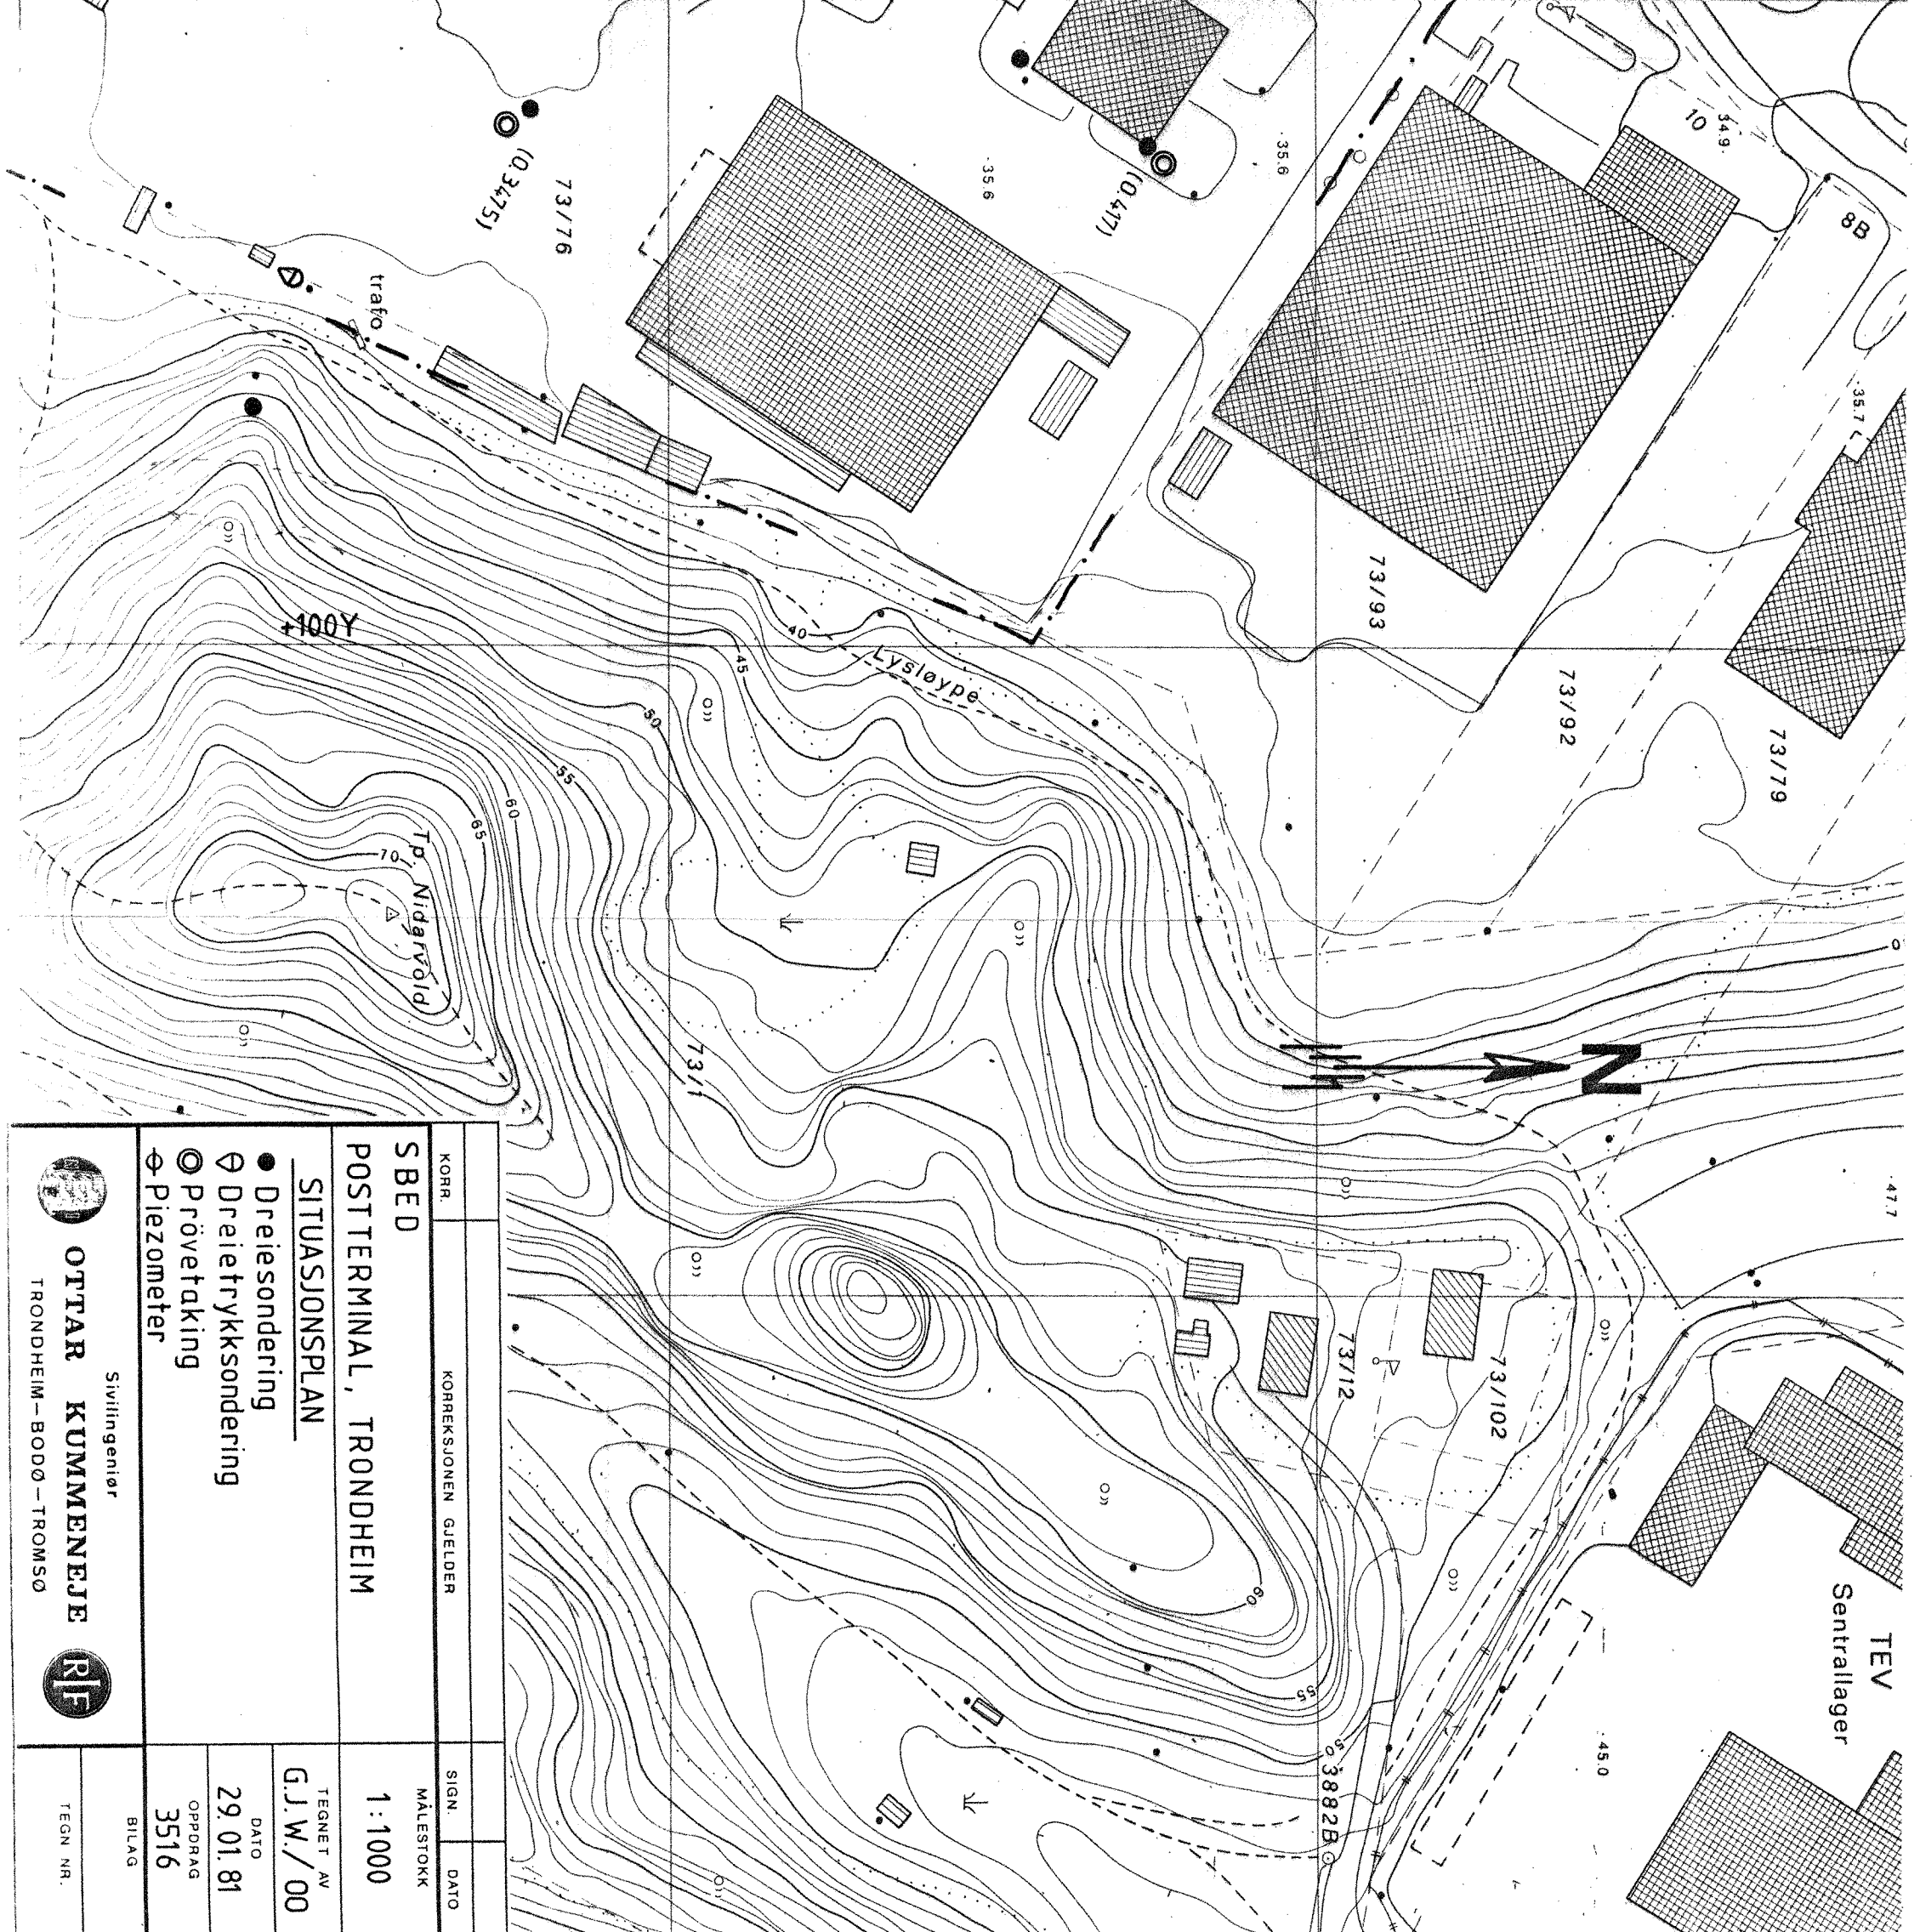 10
34.9
8B
.35.6
.35.6
(0.417)
(0.3475)
73/76
trafo
.35.7
73/93
73/92
73/79
+100Y
40
Lysløype
45
50
55
60
65
70
Tp. Nidarvold
73/1
N
.47.7
73/12
73/102
60
55
50
3882B
.45.0
TEV
Sentrallager
KORR.
KORREKSJONEN GJELDER
SIGN.
DATO
SBED
POSTTERMINAL, TRONDHEIM
MÅLESTOKK
1:1000
SITUASJONSPLAN
Dreiesondering
Dreietrykksondering
Prövetaking
Piezometer
TEGNET AV
G.J.W./OO
DATO
29.01.81
OPPDRAG
3516
BILAG
TEGN NR.
Sivilingeniør
OTTAR KUMMENEJE
TRONDHEIM-BODØ-TROMSØ
RIF